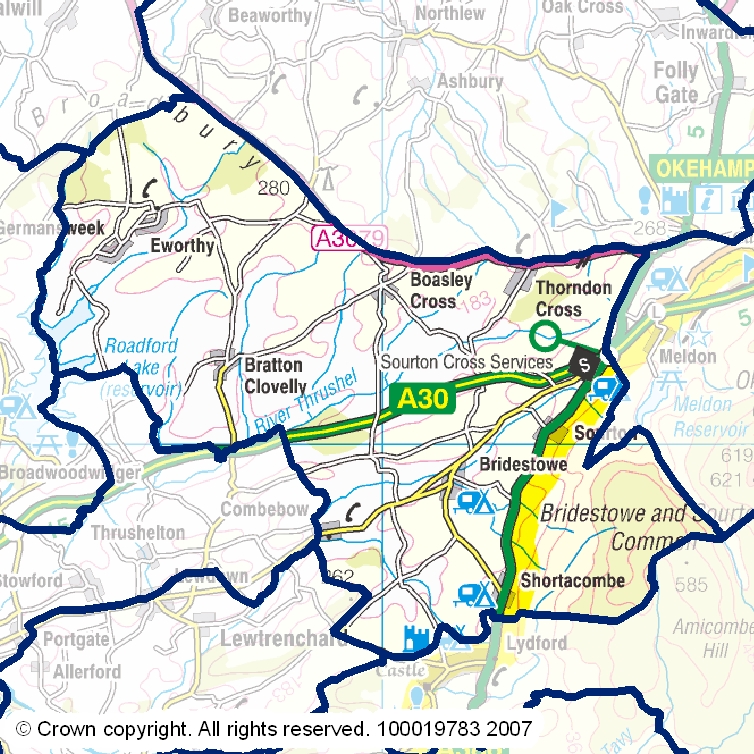 Beaworthy
Northlew
Oak Cross
Inwardleigh
Folly
Gate
Ashbury
Broadbury
5
OKEHAMP
280
268
Germansweek
Eworthy
A3079
Boasley
Cross
183
Thorndon
Cross
L
5
Roadford
Lake
(reservoir)
Bratton
Clovelly
Sourton Cross Services
S
Meldon
River Thrushel
A30
Meldon
Reservoir
Sourton
Broadwoodwidger
Bridestowe
619
621
Combebow
Thrushelton
Bridestowe and Sourton
Common
Stowford
Lewdown
262
Shortacombe
585
Portgate
Lewtrenchard
Lydford
Amicombe
Hill
Allerford
Castle
© Crown copyright. All rights reserved. 100019783 2007
Tavy